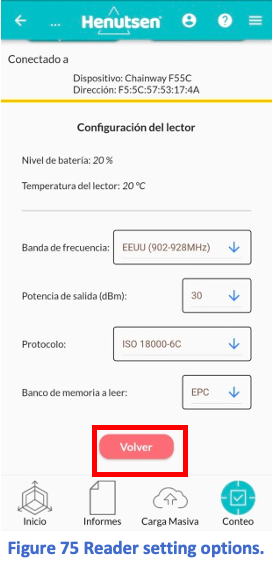 ... Henutsen ?
Conectado a
Dispositivo: Chainway F55C
Dirección: F5:5C:57:53:17:4A
Configuración del lector
Nivel de batería: 20 %
Temperatura del lector: 20 °C
Banda de frecuencia: EEUU (902-928MHz)
Potencia de salida (dBm): 30
Protocolo: ISO 18000-6C
Banco de memoria a leer: EPC
Volver
Inicio Informes Carga Masiva Conteo
Figure 75 Reader setting options.